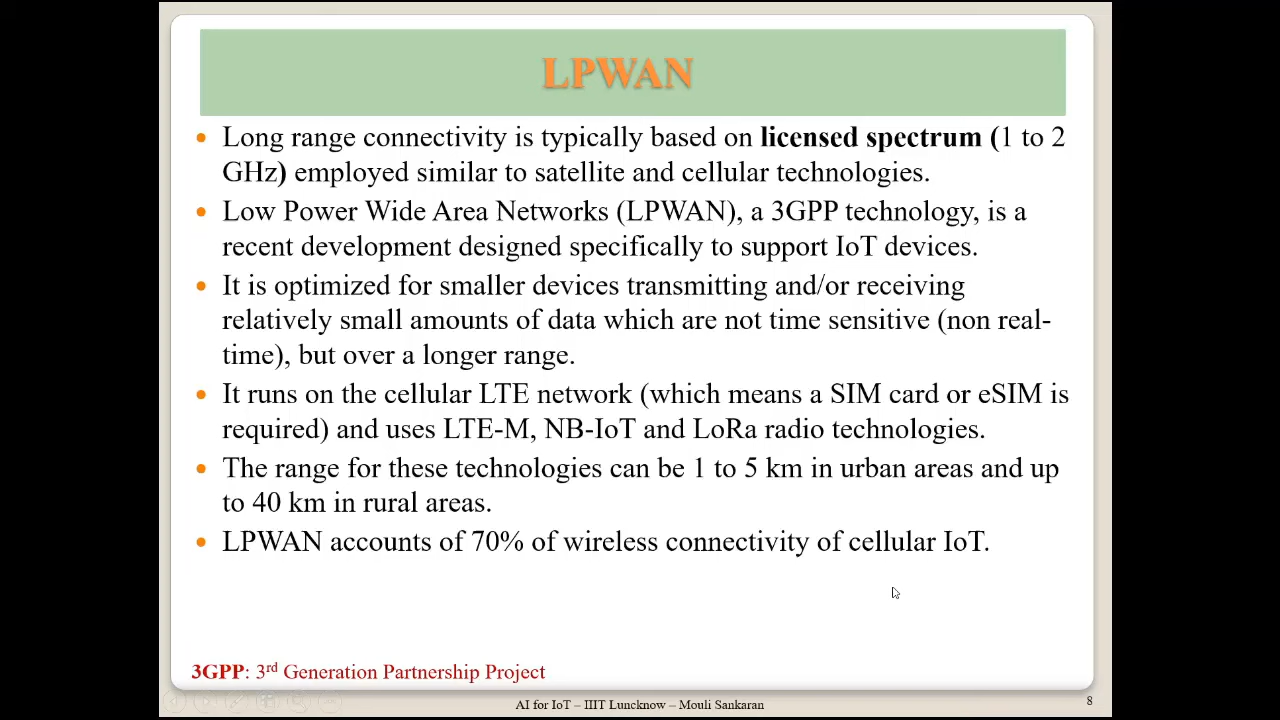 LPWAN
Long range connectivity is typically based on licensed spectrum (1 to 2
GHz) employed similar to satellite and cellular technologies.
Low Power Wide Area Networks (LPWAN), a 3GPP technology, is a
recent development designed specifically to support IoT devices.
It is optimized for smaller devices transmitting and/or receiving
relatively small amounts of data which are not time sensitive (non real-
time), but over a longer range.
It runs on the cellular LTE network (which means a SIM card or eSIM is
required) and uses LTE-M, NB-IoT and LoRa radio technologies.
The range for these technologies can be 1 to 5 km in urban areas and up
to 40 km in rural areas.
LPWAN accounts of 70% of wireless connectivity of cellular IoT.
3GPP: 3rd Generation Partnership Project
AI for IoT – IIIT Luncknow – Mouli Sankaran
8